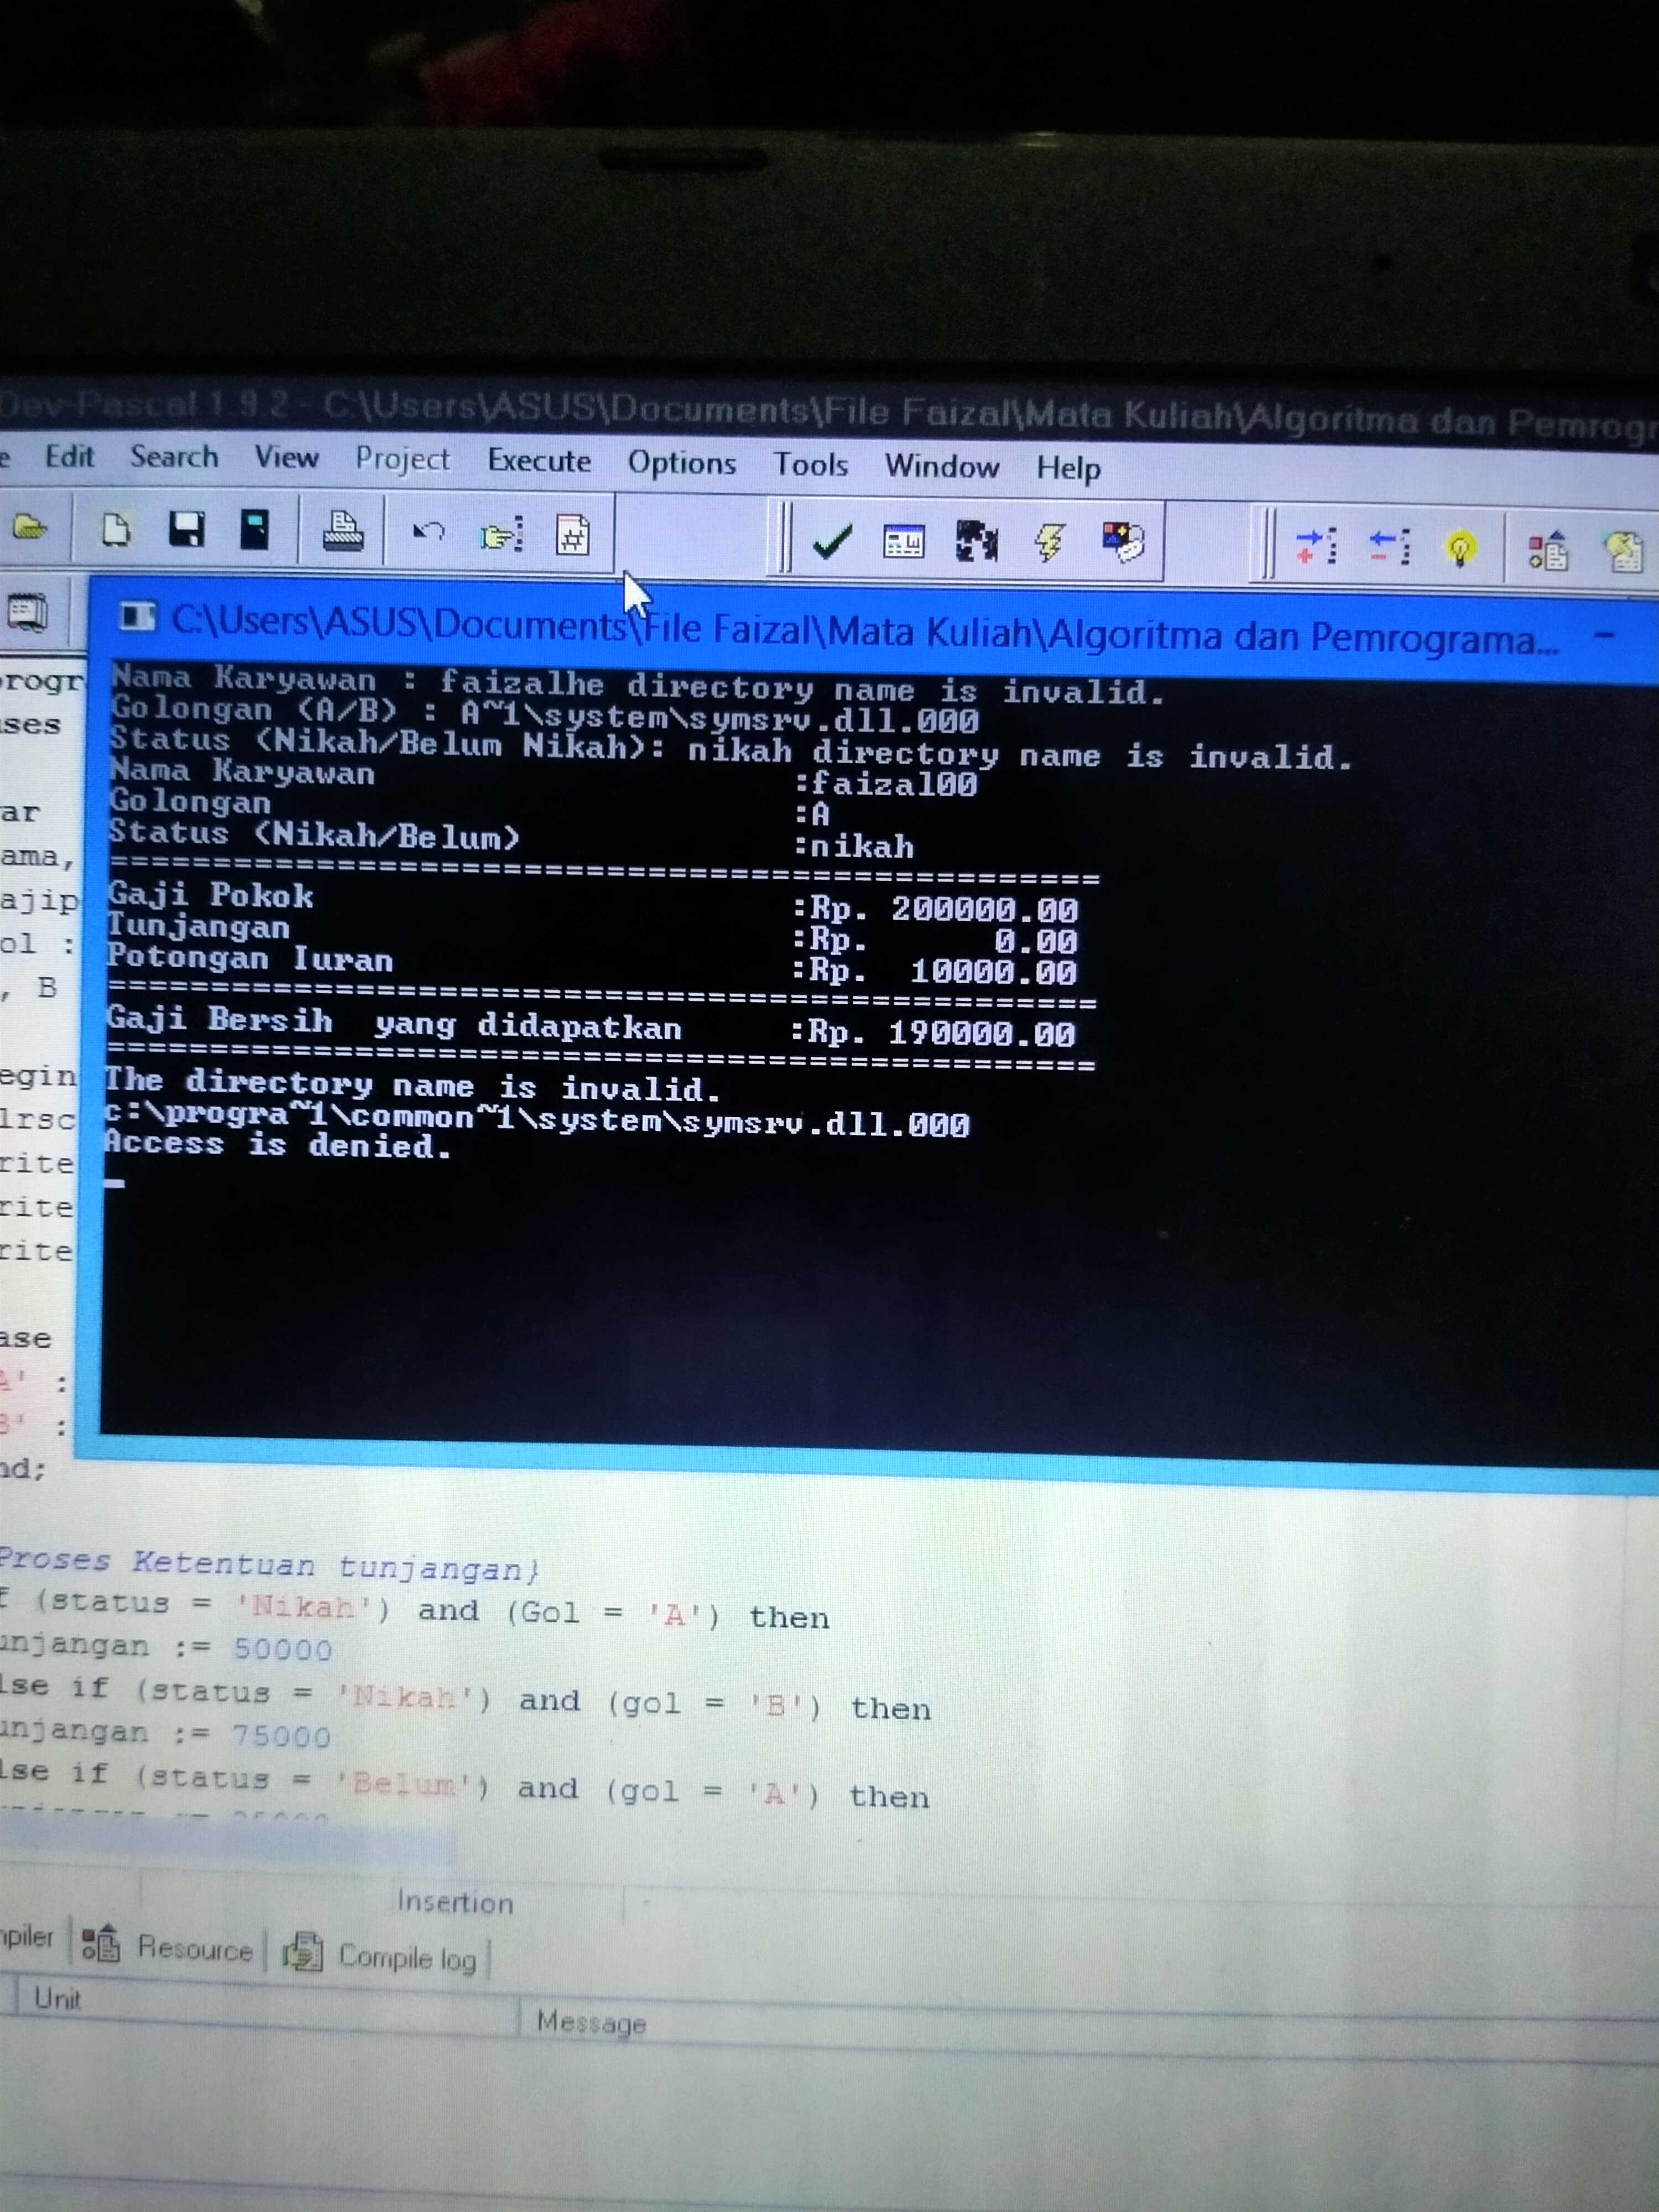 Dev-Pascal 1.9.2 - C:\Users\ASUS\Documents\File Faizal\Mata Kuliah\Algoritma dan Pemrogr
e Edit Search View Project Execute Options Tools Window Help
C:\Users\ASUS\Documents\File Faizal\Mata Kuliah\Algoritma dan Pemrograma...
Nama Karyawan : faizalhe directory name is invalid.
Golongan (A/B) : A~1\system\symsrv.dll.000
Status (Nikah/Belum Nikah): nikah directory name is invalid.
Nama Karyawan :faizal00
Golongan :A
Status (Nikah/Belum) :nikah
================================================
Gaji Pokok :Rp. 200000.00
Tunjangan :Rp. 0.00
Potongan Iuran :Rp. 10000.00
================================================
Gaji Bersih yang didapatkan :Rp. 190000.00
================================================
The directory name is invalid.
c:\progra~1\common~1\system\symsrv.dll.000
Access is denied.
rogr
ses
ar
ama,
ajip
ol :
, B
egin
lrsc
rite
rite
rite
ase
A' :
B' :
nd;
Proses Ketentuan tunjangan}
f (status = 'Nikah') and (Gol = 'A') then
unjangan := 50000
lse if (status = 'Nikah') and (gol = 'B') then
unjangan := 75000
lse if (status = 'Belum') and (gol = 'A') then
Insertion
mpiler Resource Compile log
Unit Message